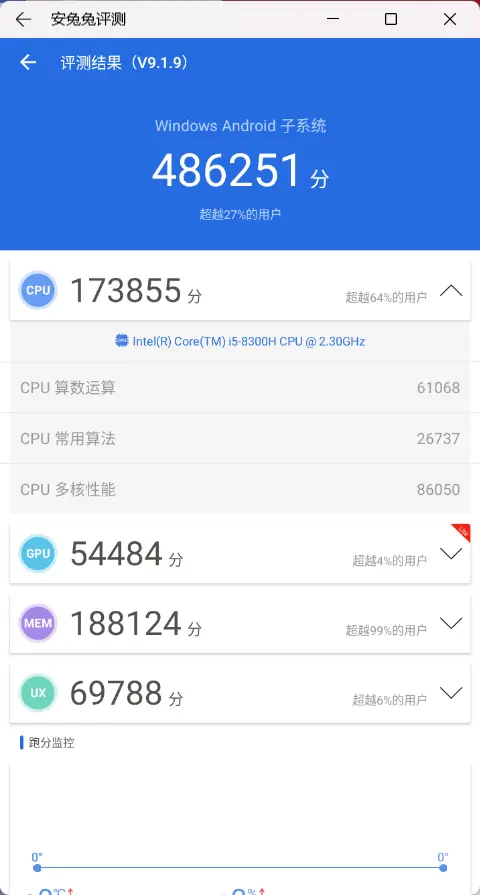 安兔兔评测
评测结果（V9.1.9）
Windows Android 子系统
486251 分
超越27%的用户
CPU 173855 分 超越64%的用户
Intel(R) Core(TM) i5-8300H CPU @ 2.30GHz
CPU 算数运算 61068
CPU 常用算法 26737
CPU 多核性能 86050
GPU 54484 分 超越4%的用户
MEM 188124 分 超越99%的用户
UX 69788 分 超越6%的用户
跑分监控
0° 0°